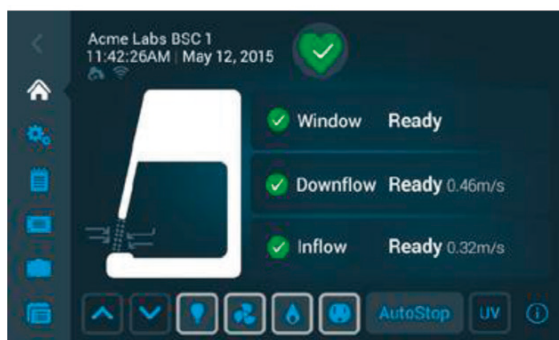 Acme Labs BSC 1
11:42:26AM | May 12, 2015
Window Ready
Downflow Ready 0.46m/s
Inflow Ready 0.32m/s
AutoStop UV